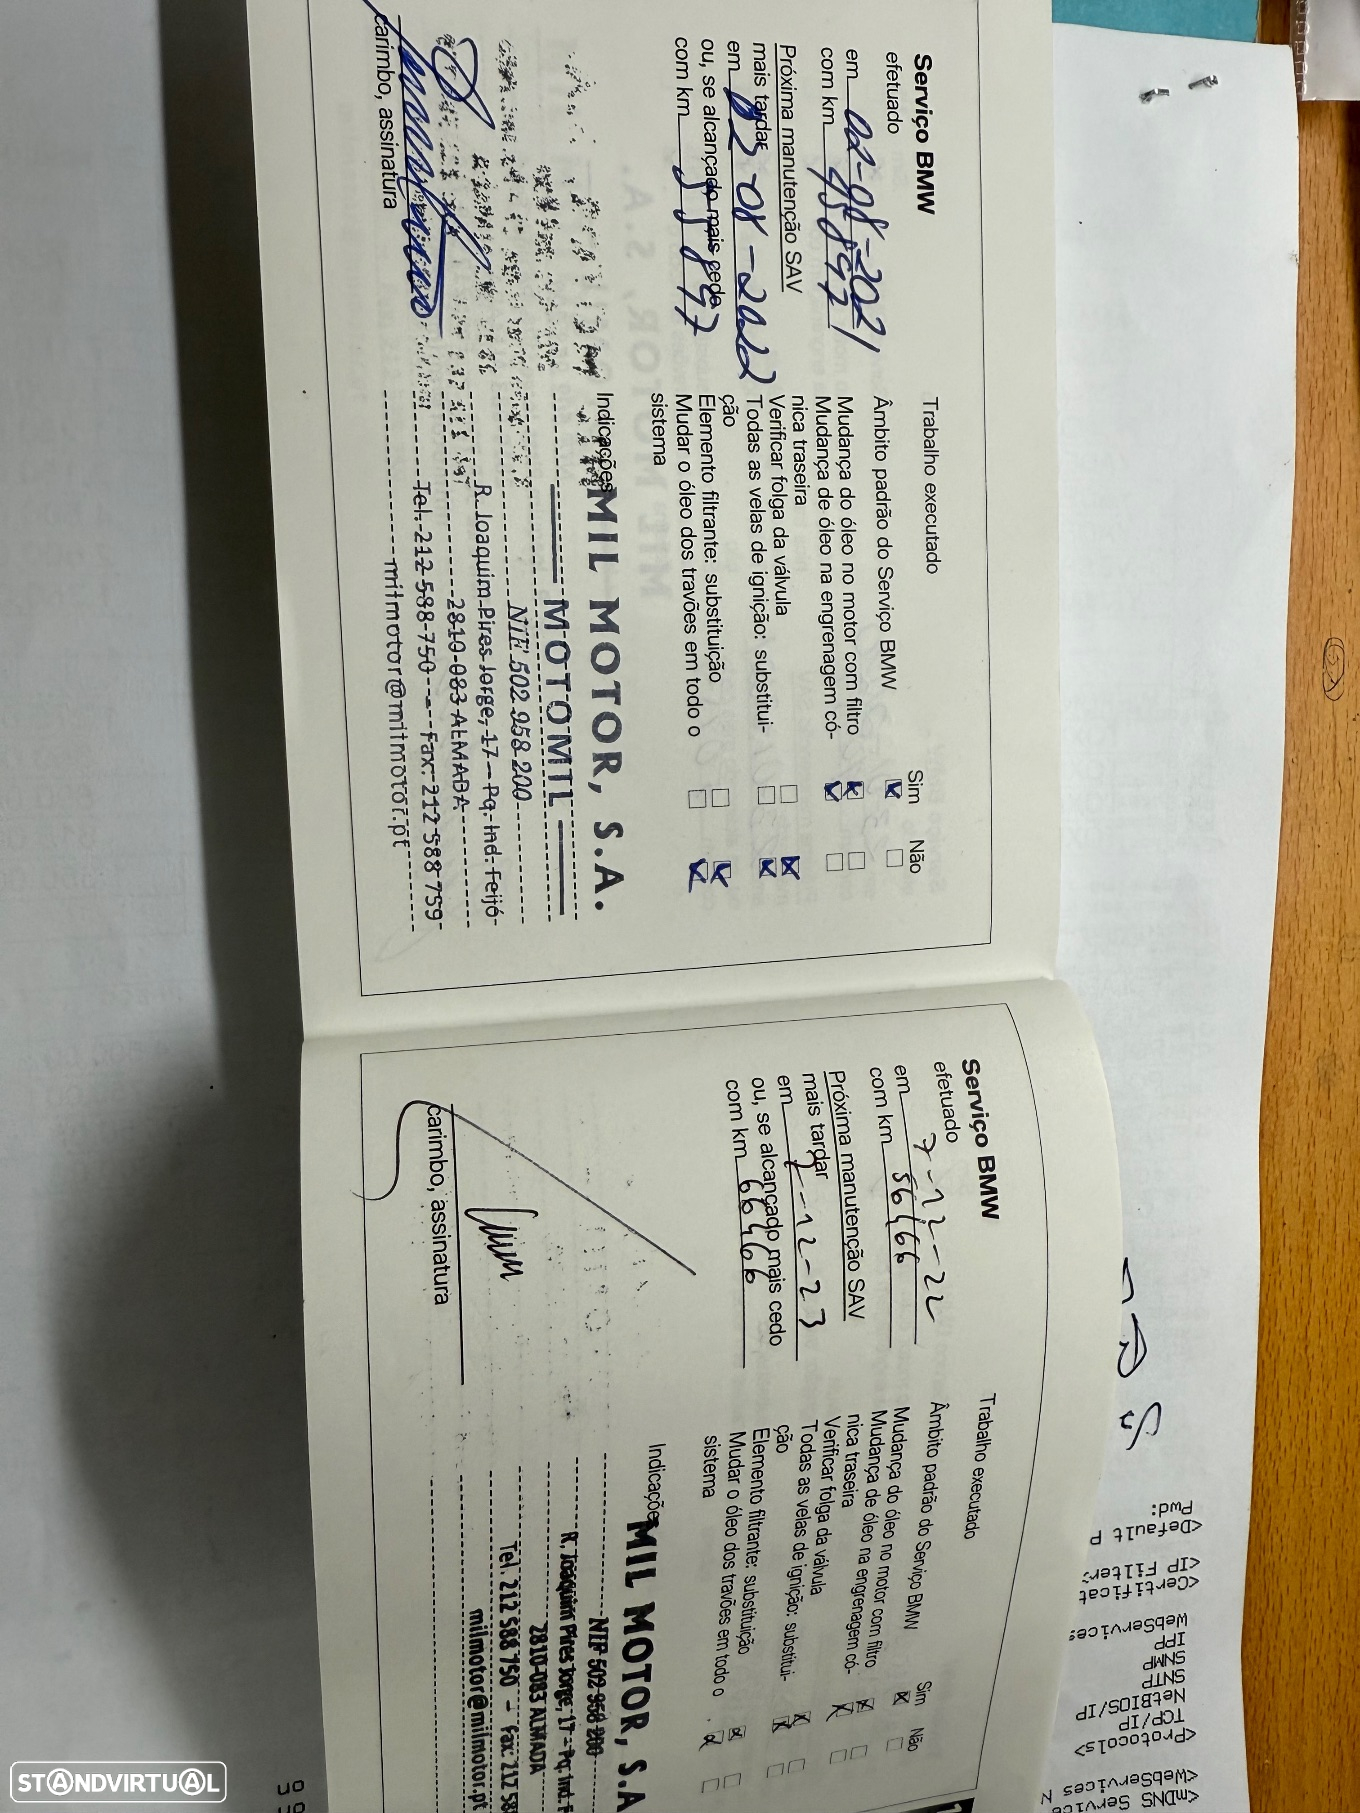 Serviço BMW
efetuado
em 02-08-2021
com km 45847
Próxima manutenção SAV
mais tardar
em 02-08-2022
ou, se alcançado mais cedo
com km 55847
carimbo, assinatura
Trabalho executado
Sim Não
Âmbito padrão do Serviço BMW
Mudança do óleo no motor com filtro
Mudança de óleo na engrenagem có-
nica traseira
Verificar folga da válvula
Todas as velas de ignição: substitui-
ção
Elemento filtrante: substituição
Mudar o óleo dos travões em todo o
sistema
Indicações
MIL MOTOR, S.A.
MOTOMIL
NIF 502 958 200
R. Joaquim Pires Jorge, 17 - Pq. Ind. Feijó
2810-083 ALMADA
Tel. 212 588 750 - fax: 212 588 759
milmotor@milmotor.pt
Serviço BMW
efetuado
em 7-12-22
com km 56466
Próxima manutenção SAV
mais tardar
em 7-12-23
ou, se alcançado mais cedo
com km 66466
carimbo, assinatura
Trabalho executado
Sim Não
Âmbito padrão do Serviço BMW
Mudança do óleo no motor com filtro
Mudança de óleo na engrenagem có-
nica traseira
Verificar folga da válvula
Todas as velas de ignição: substitui-
ção
Elemento filtrante: substituição
Mudar o óleo dos travões em todo o
sistema
Indicações
MIL MOTOR, S.A
NIF 502 958 200
R. Joaquim Pires Jorge, 17 - Pq. Ind. F
2810-083 ALMADA
Tel. 212 588 750 - fax: 212 58
milmotor@milmotor.pt
<mDNS Service N
<WebServices
<Protocols>
TCP/IP
NetBIOS/IP
SNTP
SNMP
IPP
WebServices
<Certificat
<IP Filter>
<Default P
Pwd:
STANDVIRTUAL